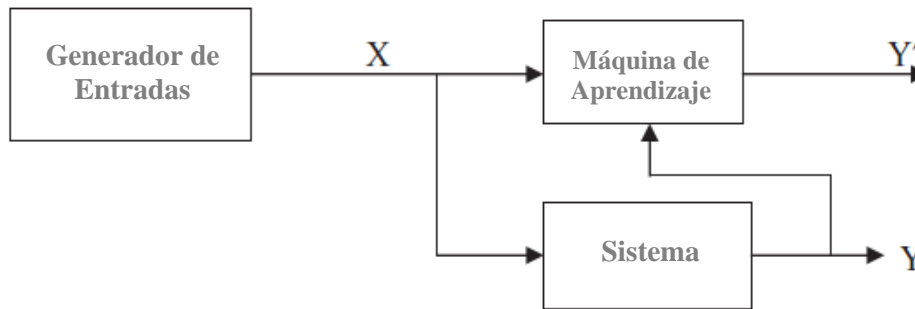 Generador de
Entradas
X
Máquina de
Aprendizaje
Y'
Sistema
Y